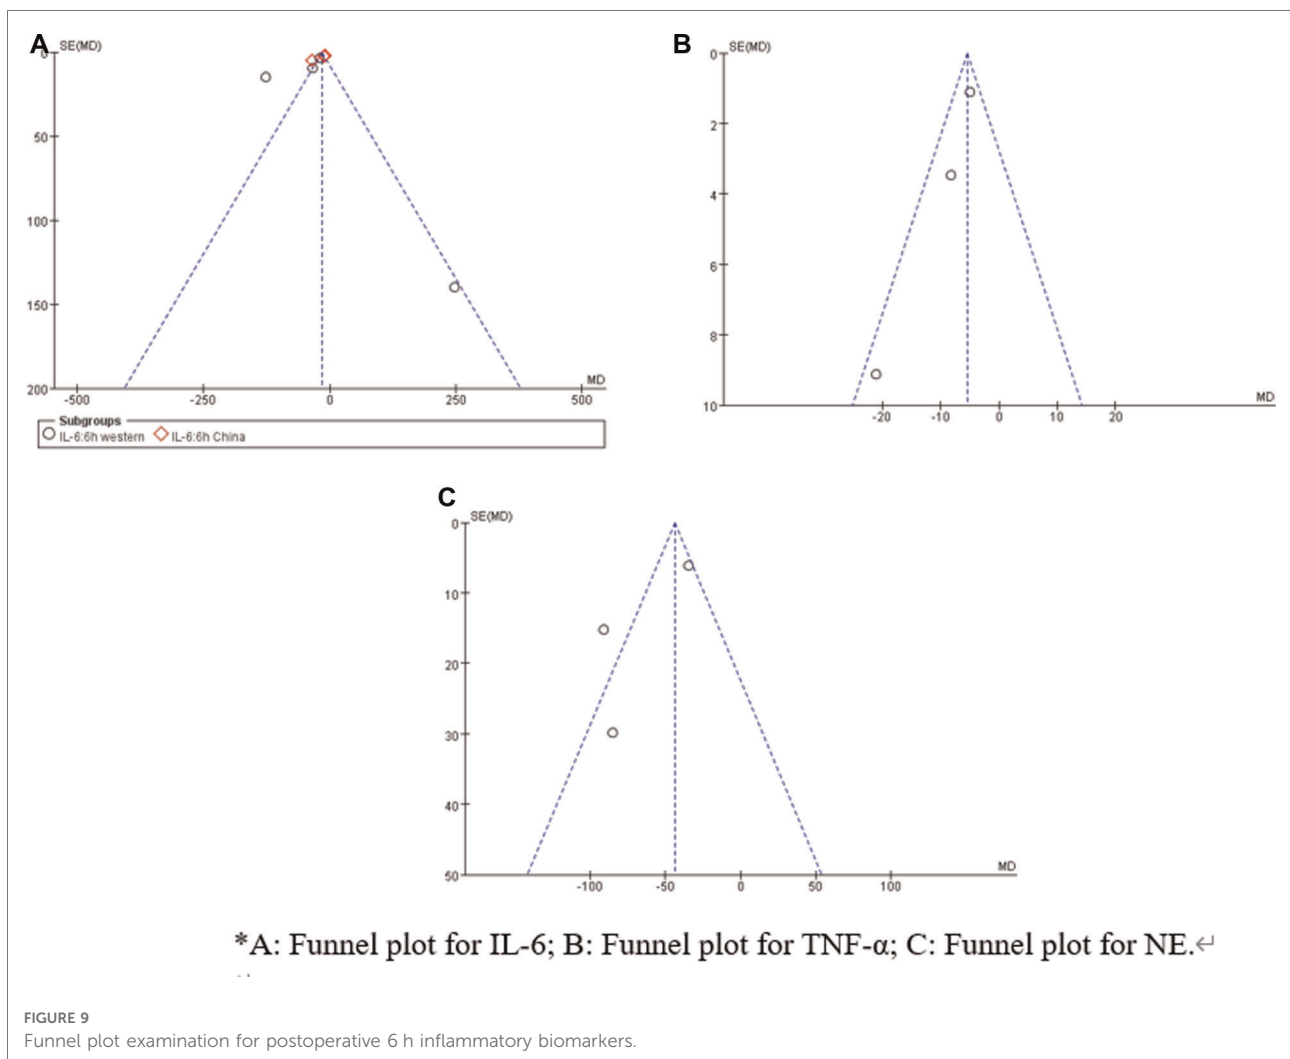 A
SE(MD)
0
50
100
150
200
MD
-500
-250
0
250
500
Subgroups
IL-6:6h western
IL-6:6h China
B
SE(MD)
0
2
4
6
8
10
MD
-20
-10
0
10
20
C
SE(MD)
0
10
20
30
40
50
MD
-100
-50
0
50
100
*A: Funnel plot for IL-6; B: Funnel plot for TNF-α; C: Funnel plot for NE.↵
FIGURE 9
Funnel plot examination for postoperative 6 h inflammatory biomarkers.